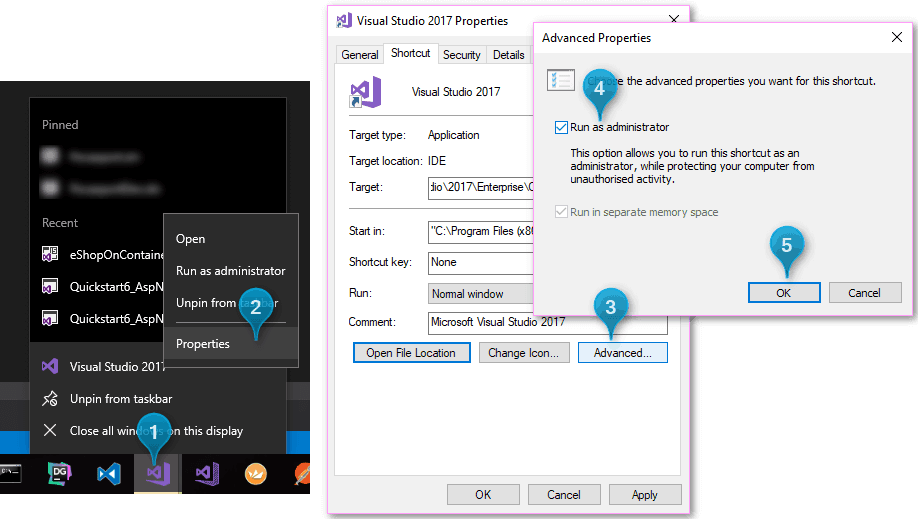 Pinned
Recent
eShopOnContaine
Quickstart6_AspN
Quickstart6_AspN
Visual Studio 2017
Unpin from taskbar
Close all windows on this display
1
DG
Open
Run as administrator
Unpin from taskbar
2
Properties
Visual Studio 2017 Properties
General
Shortcut
Security
Details
Visual Studio 2017
Target type:
Application
Target location:
IDE
Target:
dio\2017\Enterprise\C
Start in:
"C:\Program Files (x86
Shortcut key:
None
Run:
Normal window
Comment:
Microsoft Visual Studio 2017
3
Open File Location
Change Icon...
Advanced...
OK
Cancel
Apply
Advanced Properties
4
the advanced properties you want for this shortcut.
Run as administrator
This option allows you to run this shortcut as an
administrator, while protecting your computer from
unauthorised activity.
Run in separate memory space
5
OK
Cancel